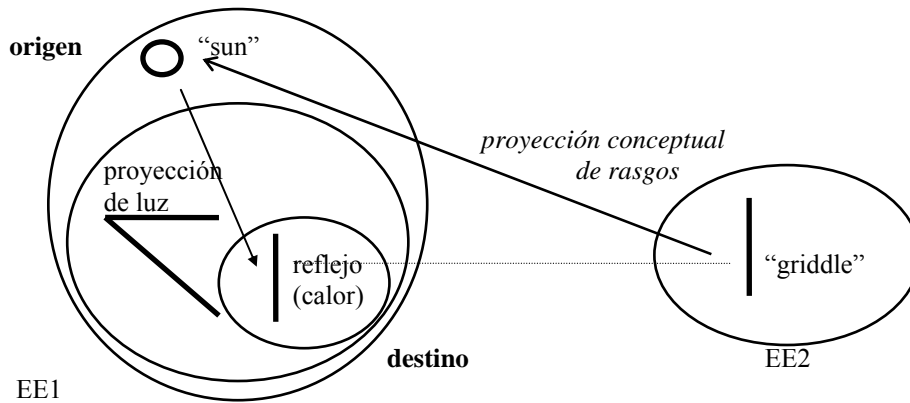 origen
“sun”
proyección conceptual
de rasgos
proyección
de luz
reflejo
(calor)
“griddle”
destino
EE2
EE1